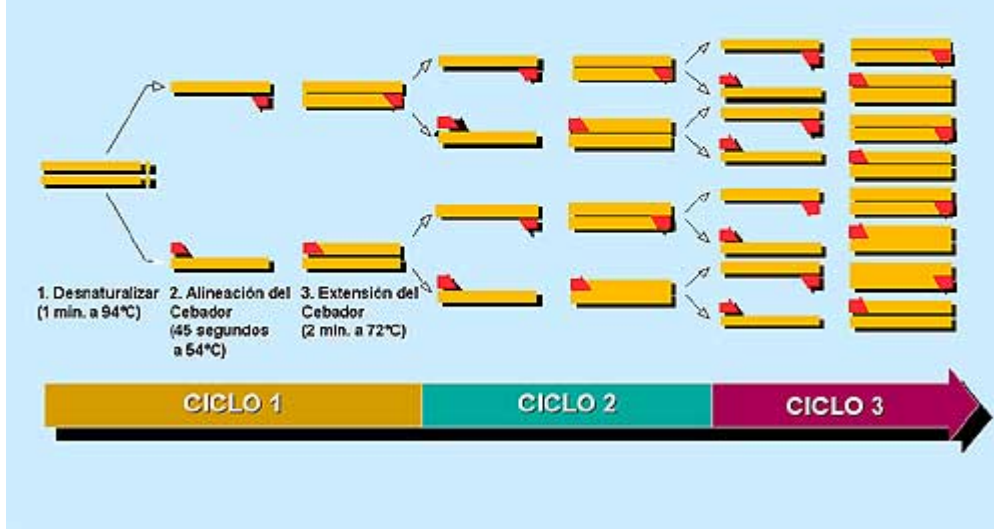 1. Desnaturalizar
(1 min. a 94°C)
2. Alineación del
Cebador
(45 segundos
a 54°C)
3. Extensión del
Cebador
(2 min. a 72°C)
CICLO 1
CICLO 2
CICLO 3